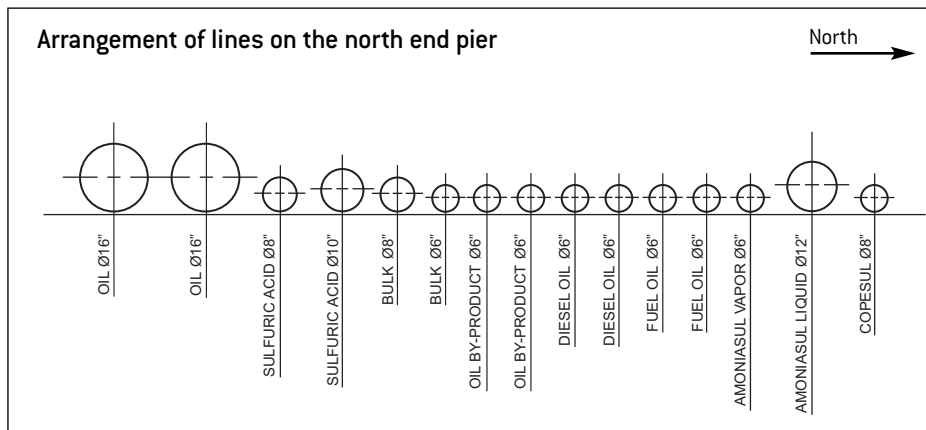 Arrangement of lines on the north end pier
North
OIL Ø16”
OIL Ø16”
SULFURIC ACID Ø8”
SULFURIC ACID Ø10”
BULK Ø8”
BULK Ø6”
OIL BY-PRODUCT Ø6”
OIL BY-PRODUCT Ø6”
DIESEL OIL Ø6”
DIESEL OIL Ø6”
FUEL OIL Ø6”
FUEL OIL Ø6”
AMONIASUL VAPOR Ø6”
AMONIASUL LIQUID Ø12”
COPESUL Ø8”